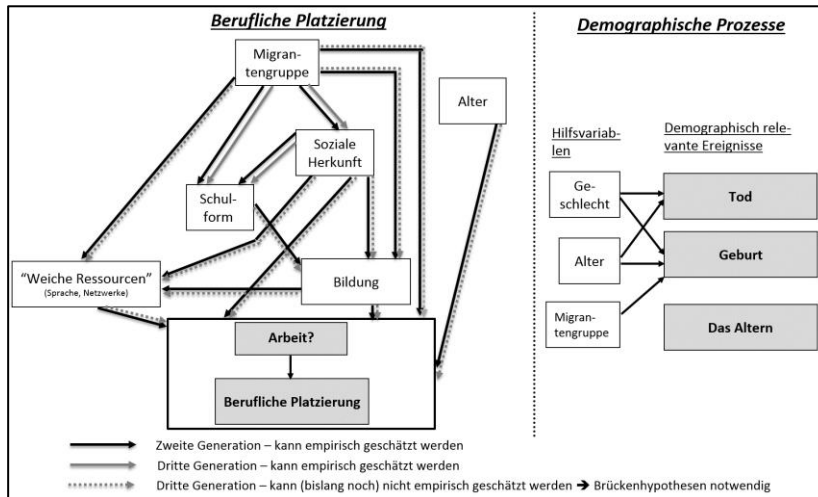 Berufliche Platzierung
Migran-
tengruppe
Alter
Soziale
Herkunft
Schul-
form
"Weiche Ressourcen"
(Sprache, Netzwerke)
Bildung
Arbeit?
Berufliche Platzierung
Demographische Prozesse
Hilfsvariab-
len
Demographisch rele-
vante Ereignisse
Ge-
schlecht
Tod
Alter
Geburt
Migran-
tengruppe
Das Altern
Zweite Generation – kann empirisch geschätzt werden
Dritte Generation – kann empirisch geschätzt werden
Dritte Generation – kann (bislang noch) nicht empirisch geschätzt werden ➔ Brückenhypothesen notwendig